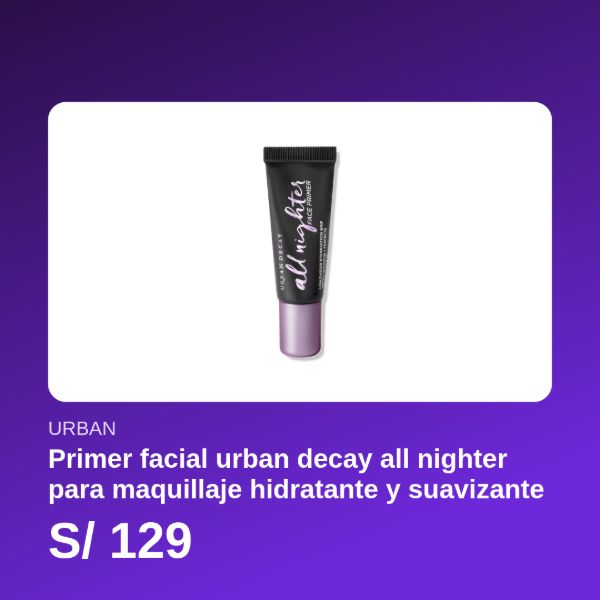 URBAN DECAY
all nighter
FACE PRIMER
URBAN
Primer facial urban decay all nighter
para maquillaje hidratante y suavizante
S/ 129